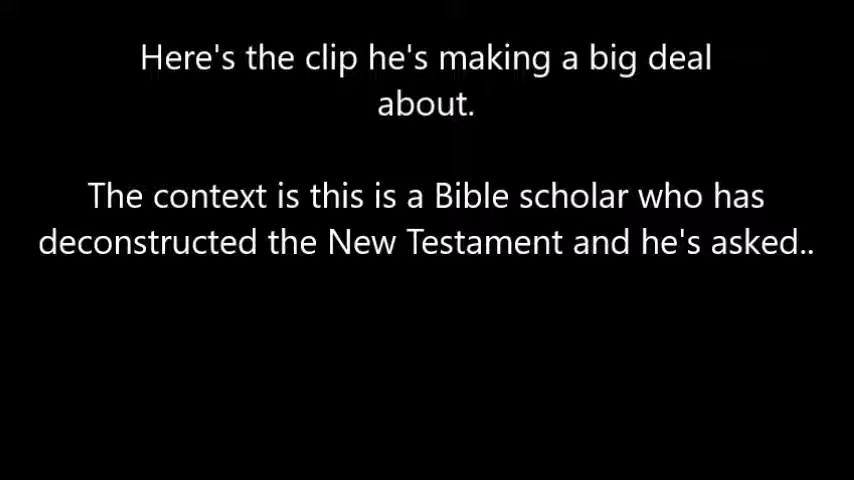 Here's the clip he's making a big deal
about.
The context is this is a Bible scholar who has
deconstructed the New Testament and he's asked..